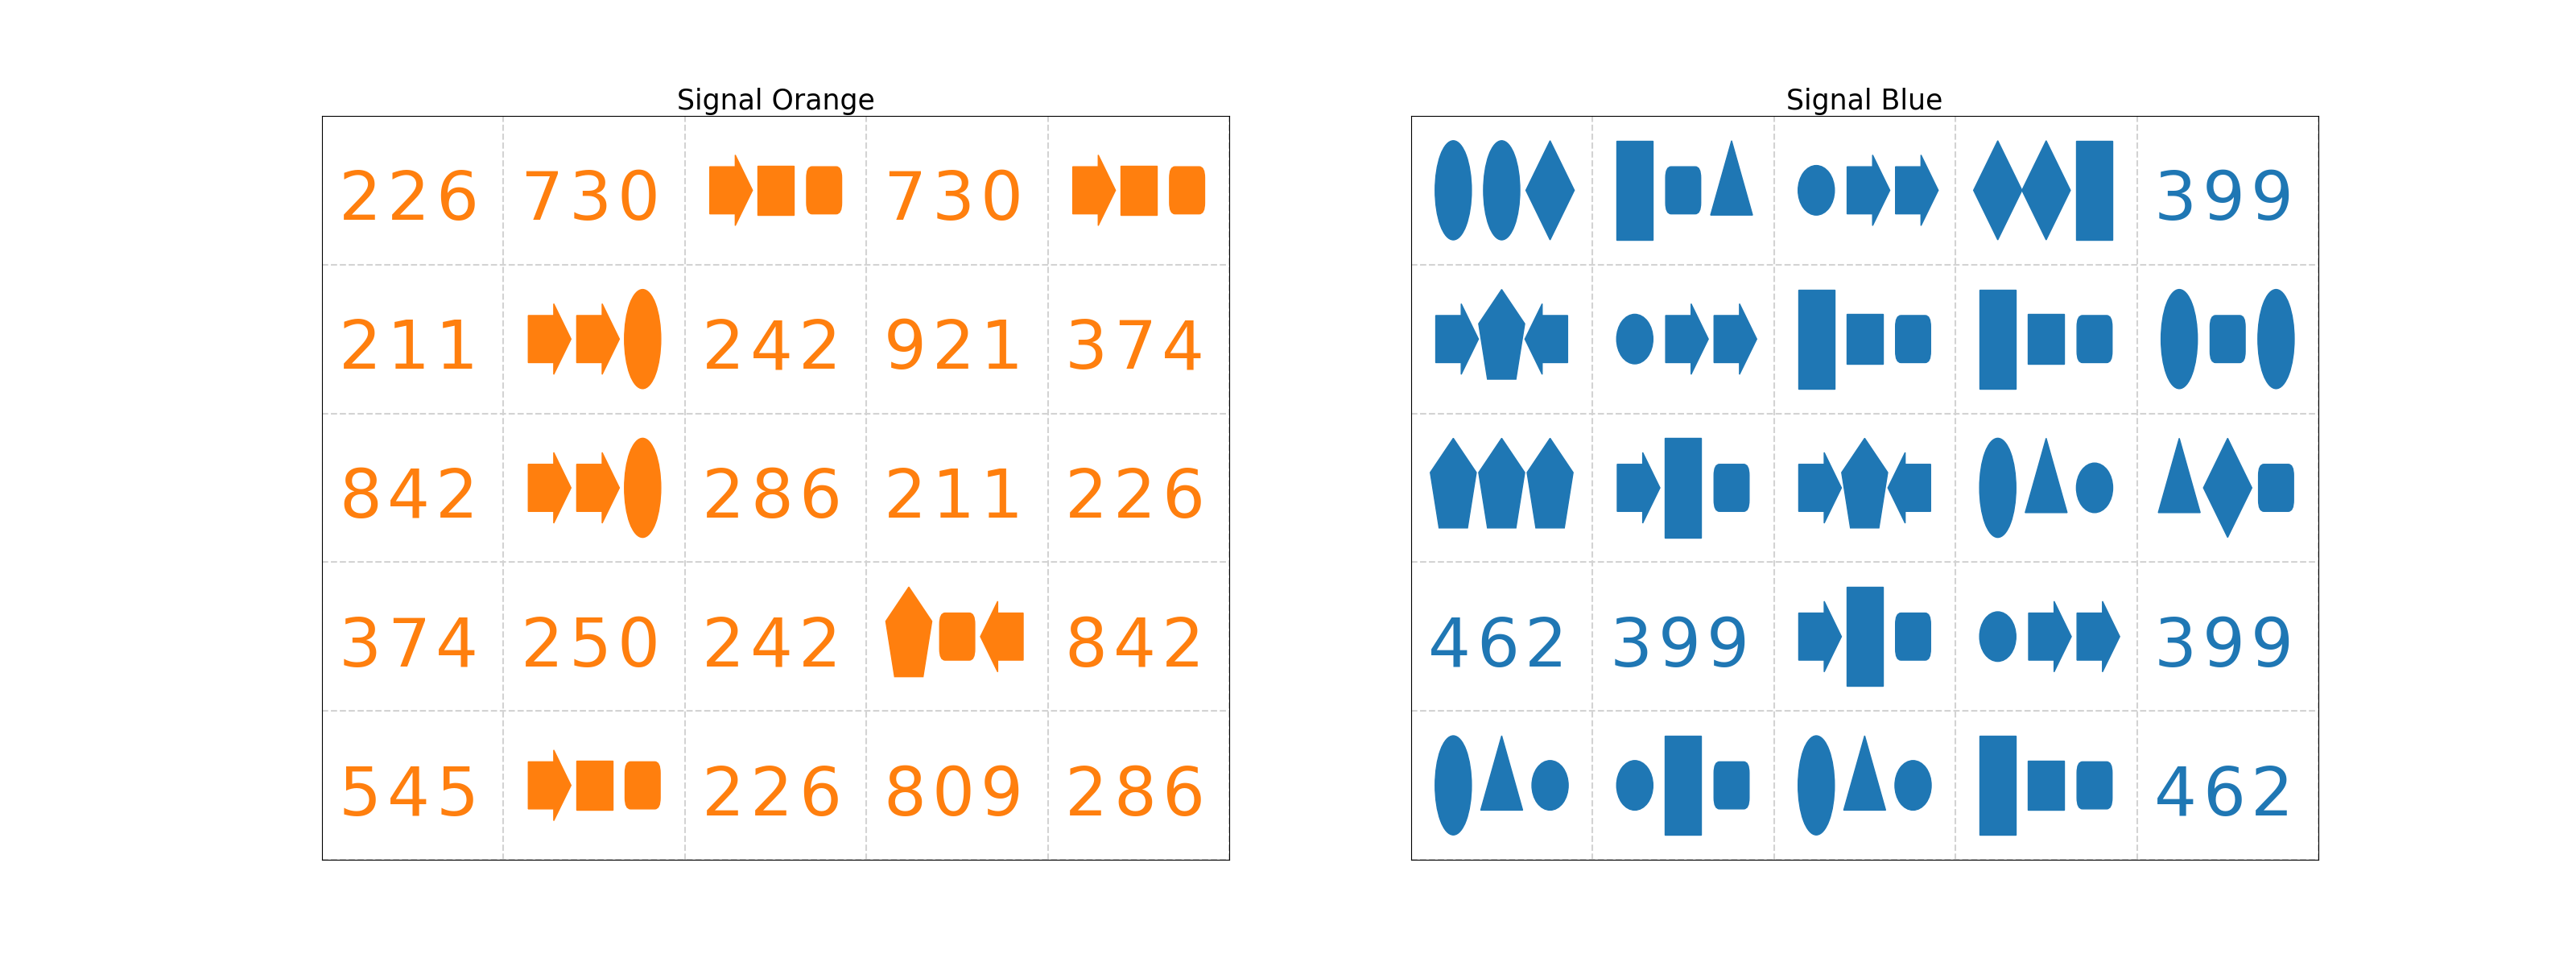 Signal Orange
226 730 730
211 242 921 374
842 286 211 226
374 250 242 842
545 226 809 286
Signal Blue
399
462 399 399
462